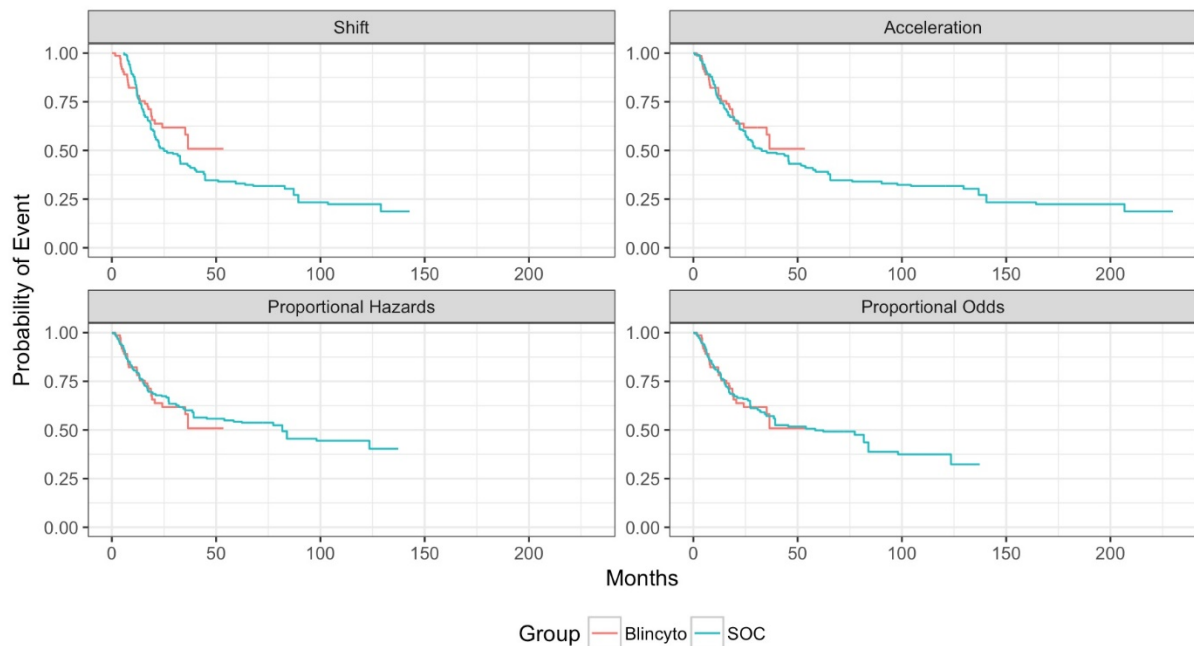 Shift
Acceleration
1.00
0.75
0.50
0.25
0.00
0 50 100 150 200
1.00
0.75
0.50
0.25
0.00
0 50 100 150 200
Probability of Event
Proportional Hazards
Proportional Odds
1.00
0.75
0.50
0.25
0.00
0 50 100 150 200
1.00
0.75
0.50
0.25
0.00
0 50 100 150 200
Months
Group Blincyto SOC